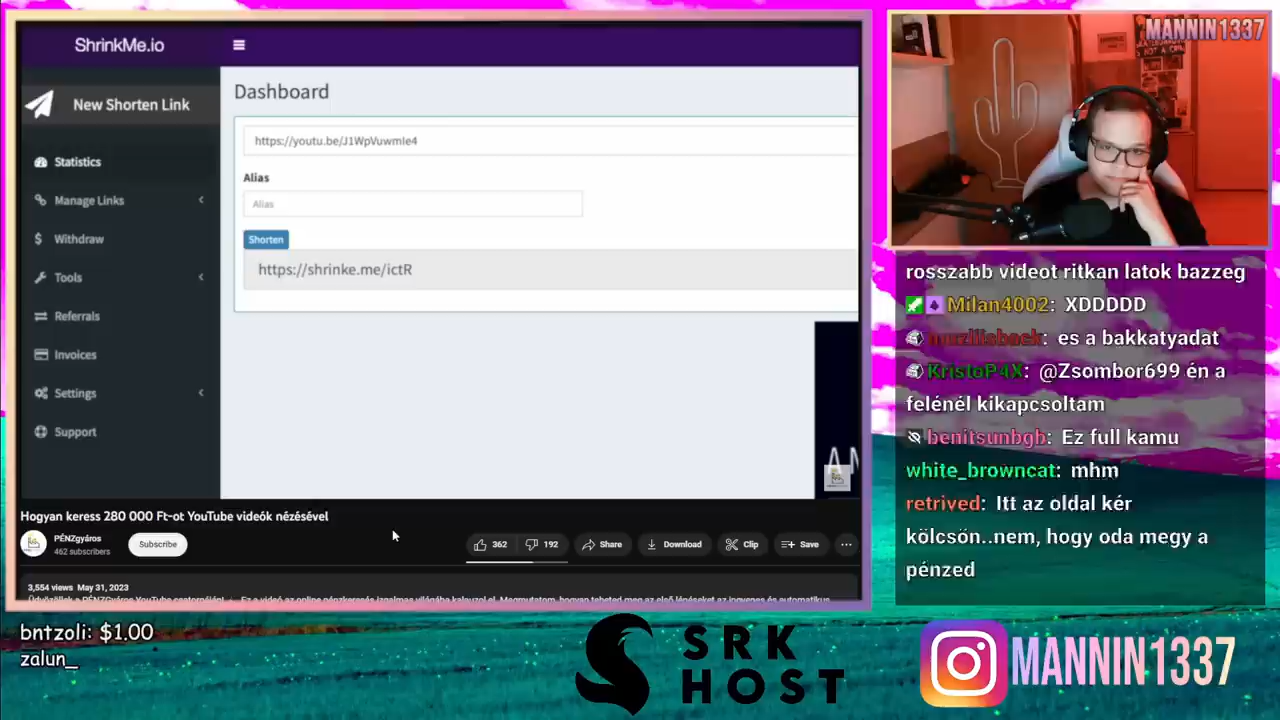 ShrinkMe.io
New Shorten Link
Statistics
Manage Links
Withdraw
Tools
Referrals
Invoices
Settings
Support
Dashboard
https://youtu.be/J1WpVuwmle4
Alias
Alias
Shorten
https://shrinke.me/ictR
Hogyan keress 280 000 Ft-ot YouTube videók nézésével
PÉNZgyáros
462 subscribers
Subscribe
362
192
Share
Download
Clip
Save
3,554 views May 31, 2023
MANNIN1337
rosszabb videot ritkan latok bazzeg
Milan4002: XDDDDD
: es a bakkatyadat
KristoP4X: @Zsombor699 én a
felénél kikapcsoltam
benitsunbgb: Ez full kamu
white_browncat: mhm
retrived: Itt az oldal kér
kölcsön..nem, hogy oda megy a
pénzed
bntzoli: $1.00
zalun_
SRK
HOST
MANNIN1337